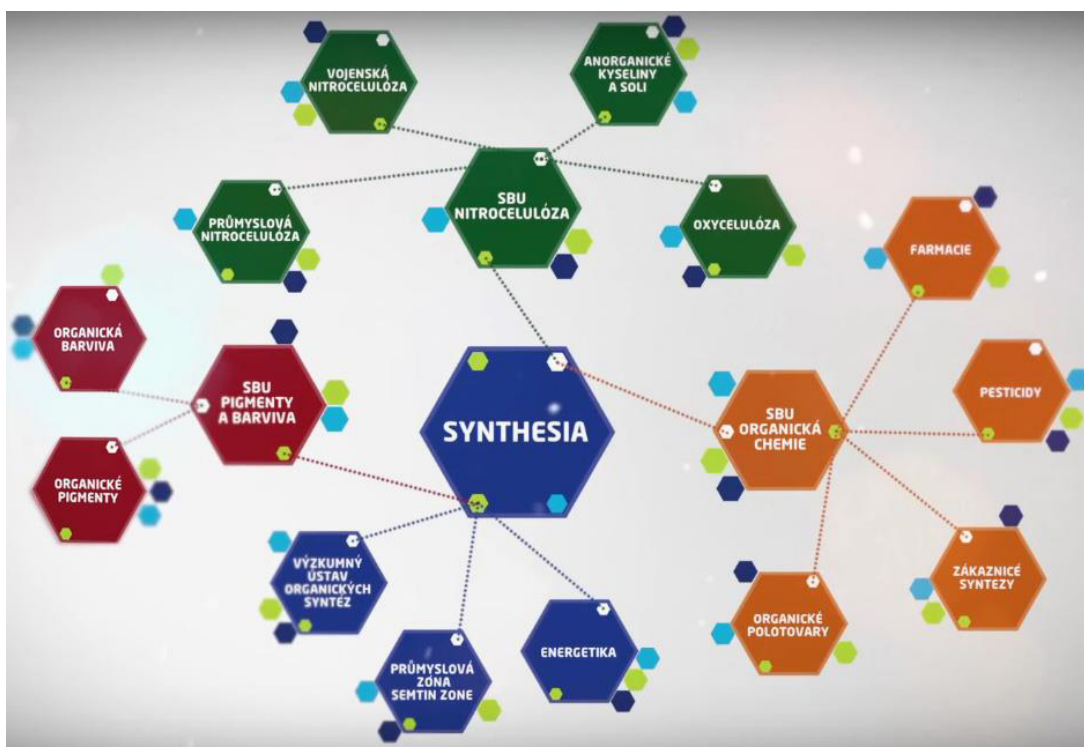 VOJENSKÁ
NITROCELULÓZA
ANORGANICKÉ
KYSELINY
A SOLI
PRŮMYSLOVÁ
NITROCELULÓZA
SBU
NITROCELULÓZA
OXYCELULÓZA
FARMACIE
ORGANICKÁ
BARVIVA
SBU
PIGMENTY
A BARVIVA
SYNTHESIA
SBU
ORGANICKÁ
CHEMIE
PESTICIDY
ORGANICKÉ
PIGMENTY
VÝZKUMNÝ
ÚSTAV
ORGANICKÝCH
SYNTÉZ
PRŮMYSLOVÁ
ZÓNA
SEMTIN ZONE
ENERGETIKA
ORGANICKÉ
POLOTOVARY
ZÁKAZNICÉ
SYNTEZY